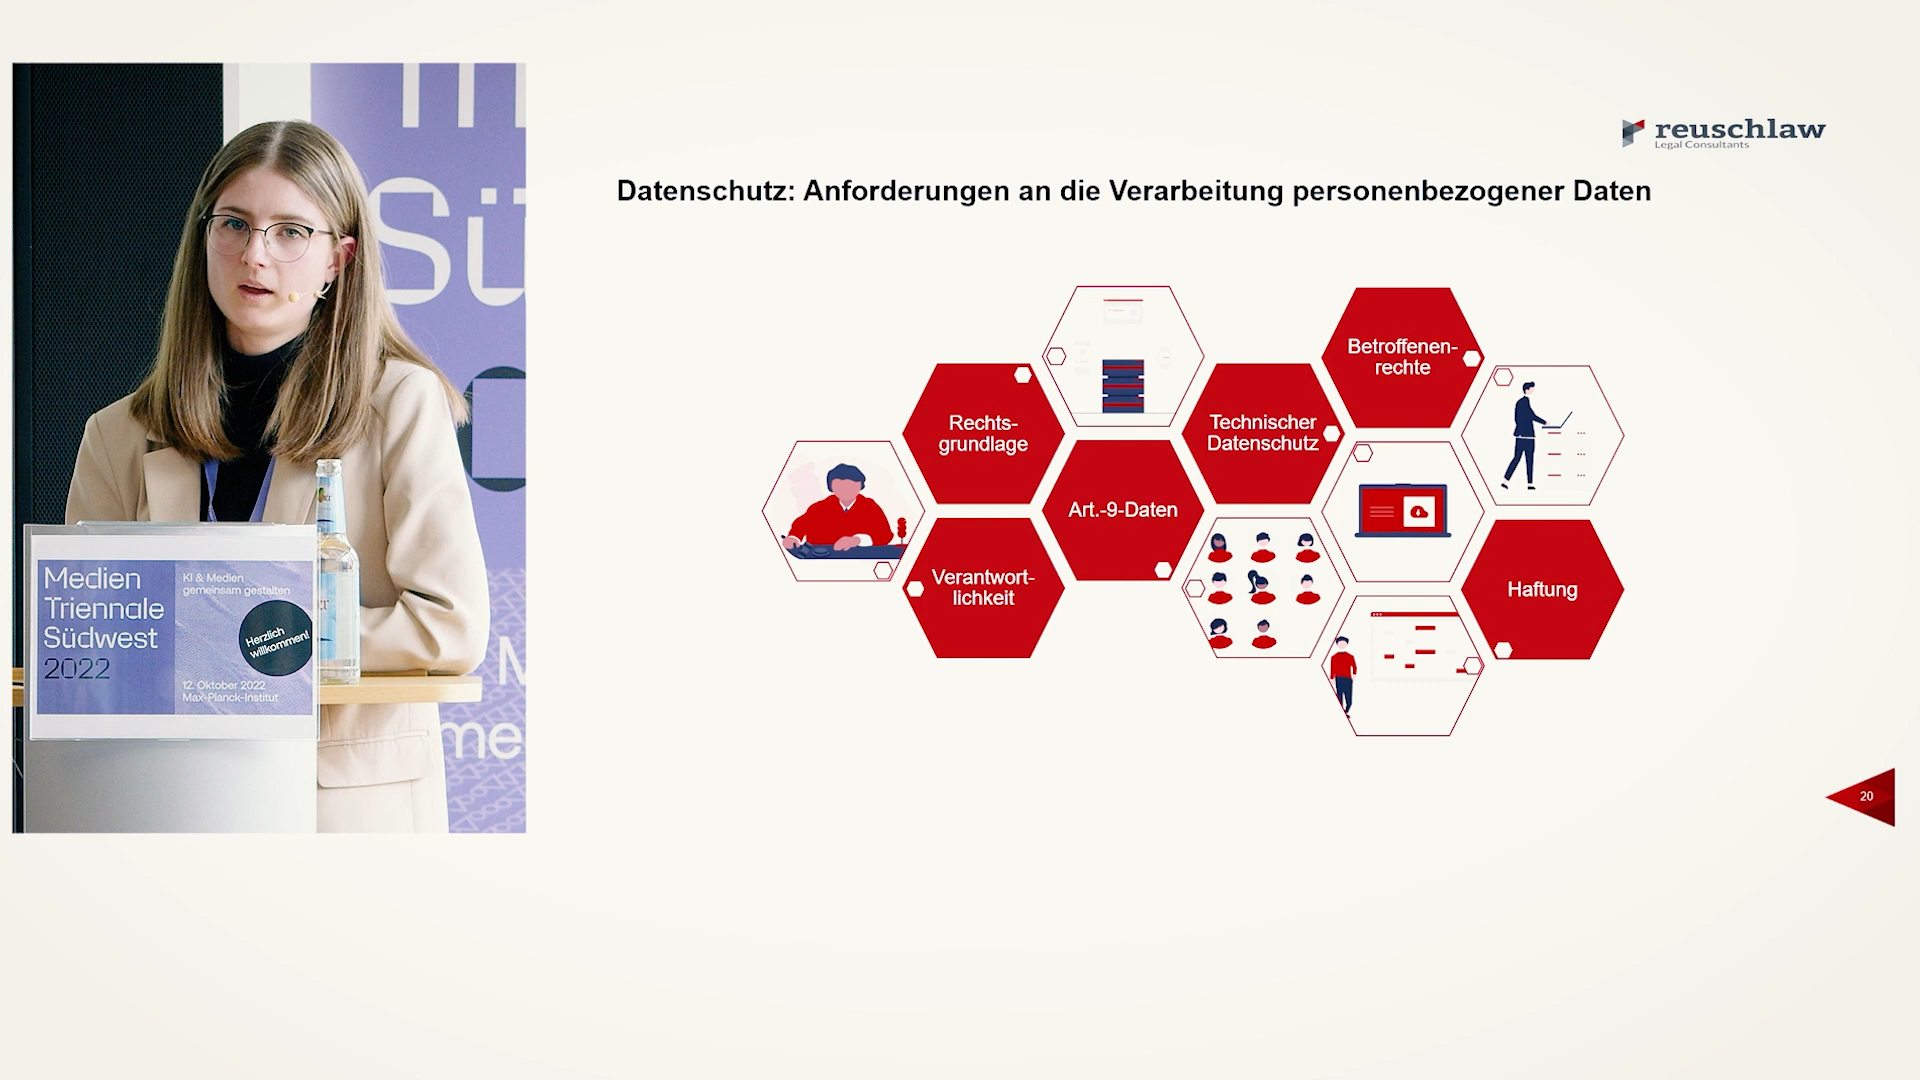 reuschlaw
Legal Consultants
Datenschutz: Anforderungen an die Verarbeitung personenbezogener Daten
Betroffenen-
rechte
Rechts-
grundlage
Technischer
Datenschutz
Art.-9-Daten
Verantwort-
lichkeit
Haftung
20
Sü
me
Medien
Triennale
Südwest
2022
KI & Medien
gemeinsam gestalten
Herzlich
willkommen!
12. Oktober 2022
Max-Planck-Institut